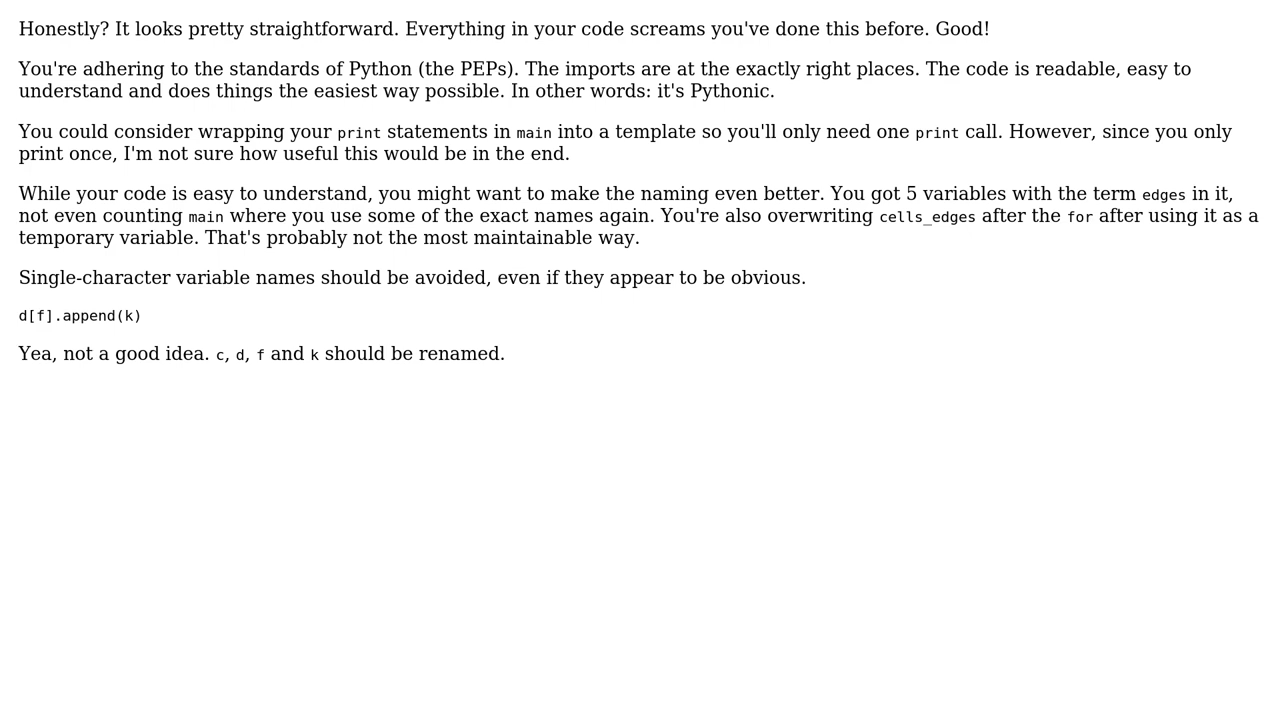 Honestly? It looks pretty straightforward. Everything in your code screams you've done this before. Good!
You're adhering to the standards of Python (the PEPs). The imports are at the exactly right places. The code is readable, easy to
understand and does things the easiest way possible. In other words: it's Pythonic.
You could consider wrapping your print statements in main into a template so you'll only need one print call. However, since you only
print once, I'm not sure how useful this would be in the end.
While your code is easy to understand, you might want to make the naming even better. You got 5 variables with the term edges in it,
not even counting main where you use some of the exact names again. You're also overwriting cells_edges after the for after using it as a
temporary variable. That's probably not the most maintainable way.
Single-character variable names should be avoided, even if they appear to be obvious.
d[f].append(k)
Yea, not a good idea. c, d, f and k should be renamed.